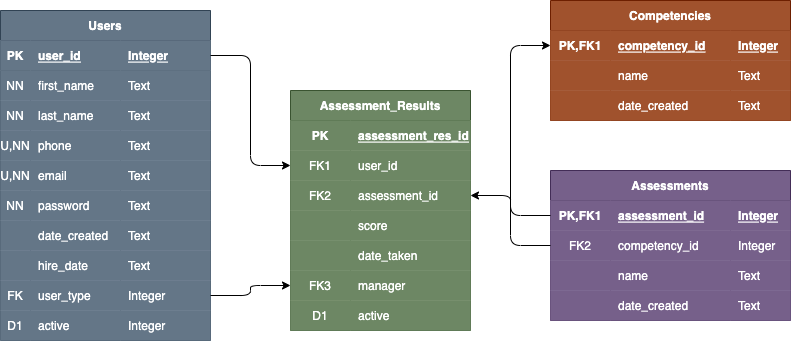 Users
PK user_id Integer
NN first_name Text
NN last_name Text
U,NN phone Text
U,NN email Text
NN password Text
date_created Text
hire_date Text
FK user_type Integer
D1 active Integer
Assessment_Results
PK assessment_res_id
FK1 user_id
FK2 assessment_id
score
date_taken
FK3 manager
D1 active
Competencies
PK,FK1 competency_id Integer
name Text
date_created Text
Assessments
PK,FK1 assessment_id Integer
FK2 competency_id Integer
name Text
date_created Text